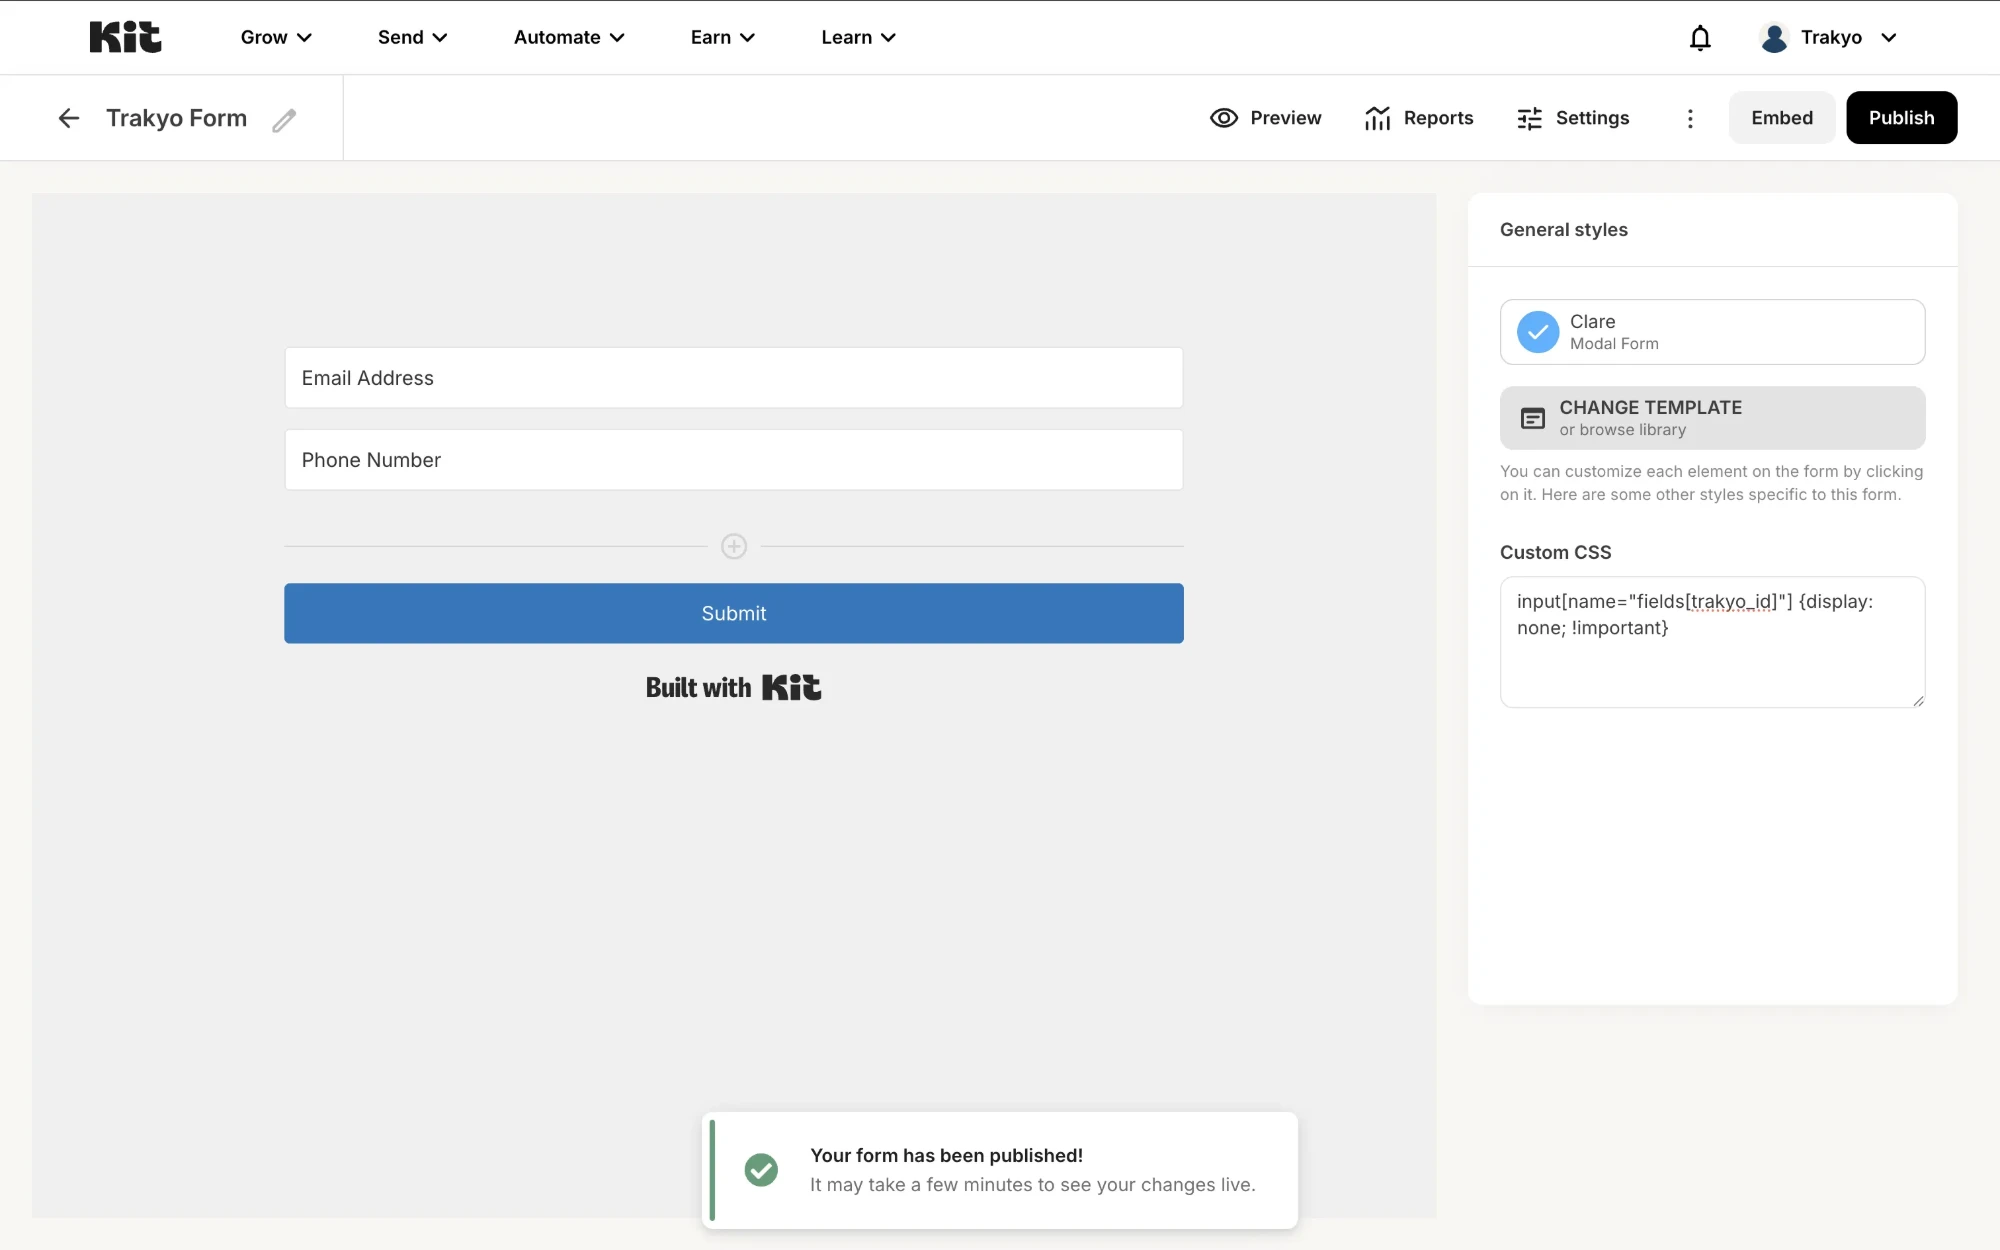 Kit
Grow
Send
Automate
Earn
Learn
Trakyo
Trakyo Form
Preview
Reports
Settings
Embed
Publish
Email Address
Phone Number
Submit
Built with Kit
General styles
Clare
Modal Form
CHANGE TEMPLATE
or browse library
You can customize each element on the form by clicking
on it. Here are some other styles specific to this form.
Custom CSS
input[name="fields[trakyo_id]"] {display:
none; !important}
Your form has been published!
It may take a few minutes to see your changes live.